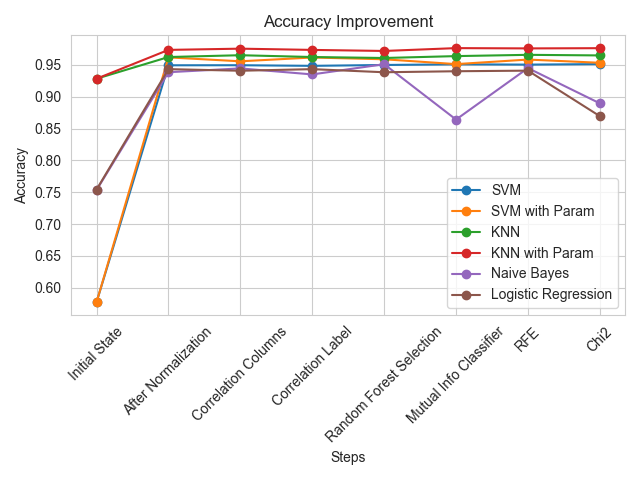 Accuracy Improvement
Accuracy
0.95
0.90
0.85
0.80
0.75
0.70
0.65
0.60
SVM
SVM with Param
KNN
KNN with Param
Naive Bayes
Logistic Regression
Initial State
After Normalization
Correlation Columns
Correlation Label
Random Forest Selection
Mutual Info Classifier
RFE
Chi2
Steps